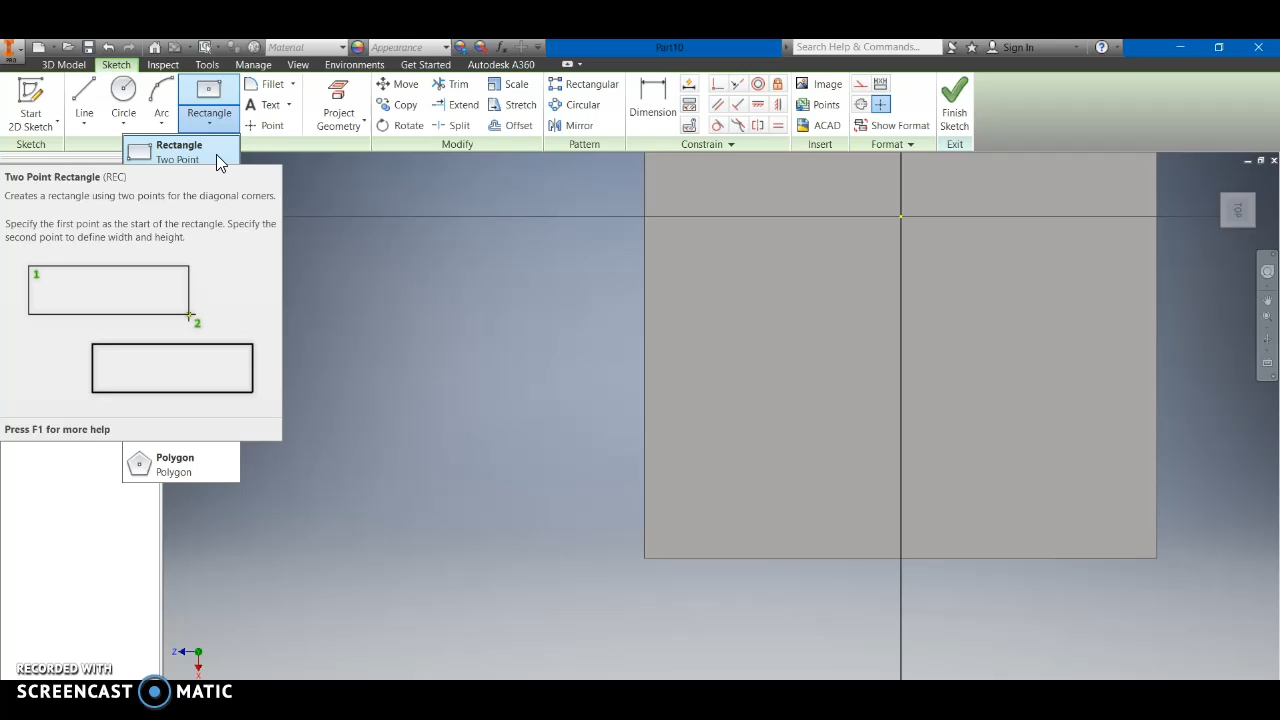 Material
Appearance
Part10
Search Help & Commands...
Sign In
PRO
3D Model
Sketch
Inspect
Tools
Manage
View
Environments
Get Started
Autodesk A360
Start
2D Sketch
Line
Circle
Arc
Rectangle
Fillet
Text
Point
Project
Geometry
Move
Copy
Rotate
Trim
Extend
Split
Scale
Stretch
Offset
Rectangular
Circular
Mirror
Dimension
Image
Points
ACAD
Show Format
Finish
Sketch
Sketch
Modify
Pattern
Constrain
Insert
Format
Exit
Rectangle
Two Point
Two Point Rectangle (REC)
Creates a rectangle using two points for the diagonal corners.
Specify the first point as the start of the rectangle. Specify the
second point to define width and height.
1
2
Press F1 for more help
Polygon
Polygon
TOP
Z
X
RECORDED WITH
SCREENCAST MATIC